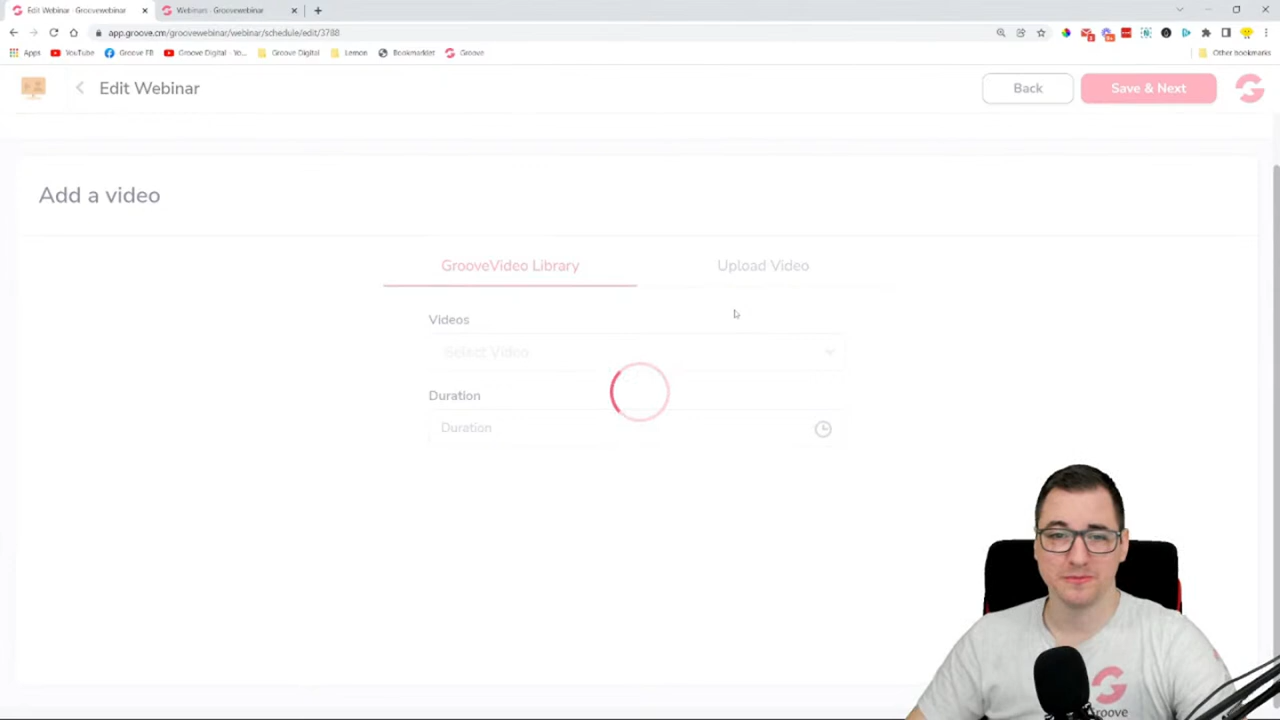 Edit Webinar - Groovewebinar
Webinars - Groovewebinar
app.groove.cm/groovewebinar/webinar/schedule/edit/3788
Apps
YouTube
Groove FB
Groove Digital - Yo...
Groove Digital
Lemon
Bookmarklet
Groove
Other bookmarks
Edit Webinar
Back
Save & Next
Add a video
GrooveVideo Library
Upload Video
Videos
Select Video
Duration
Duration
Groove